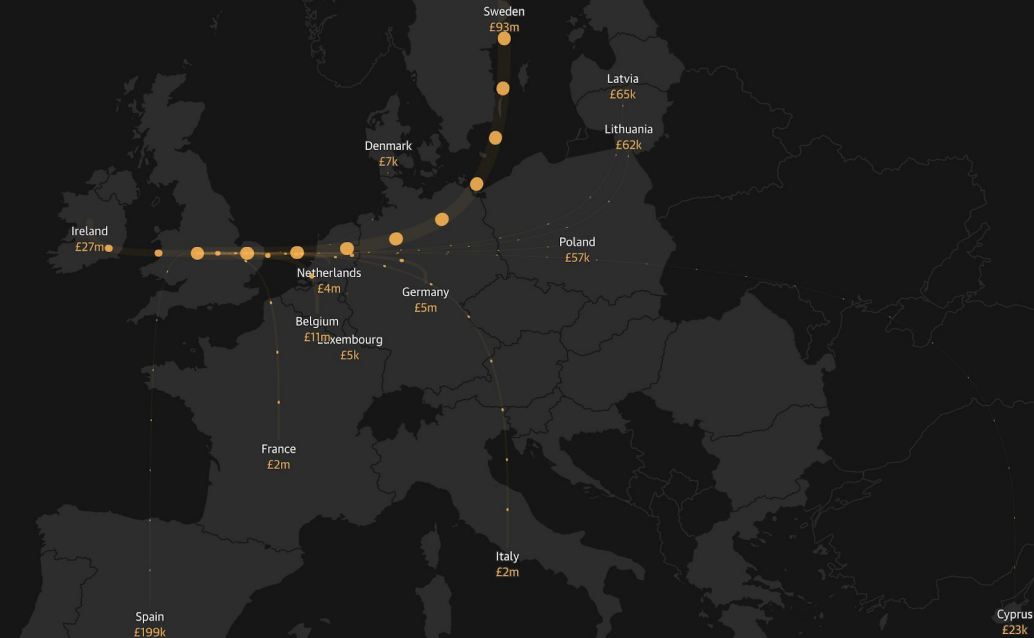 Sweden
£93m
Latvia
£65k
Lithuania
£62k
Denmark
£7k
Ireland
£27m
Poland
£57k
Netherlands
£4m
Germany
£5m
Belgium
£11m
Luxembourg
£5k
France
£2m
Italy
£2m
Spain
£199k
Cyprus
£23k